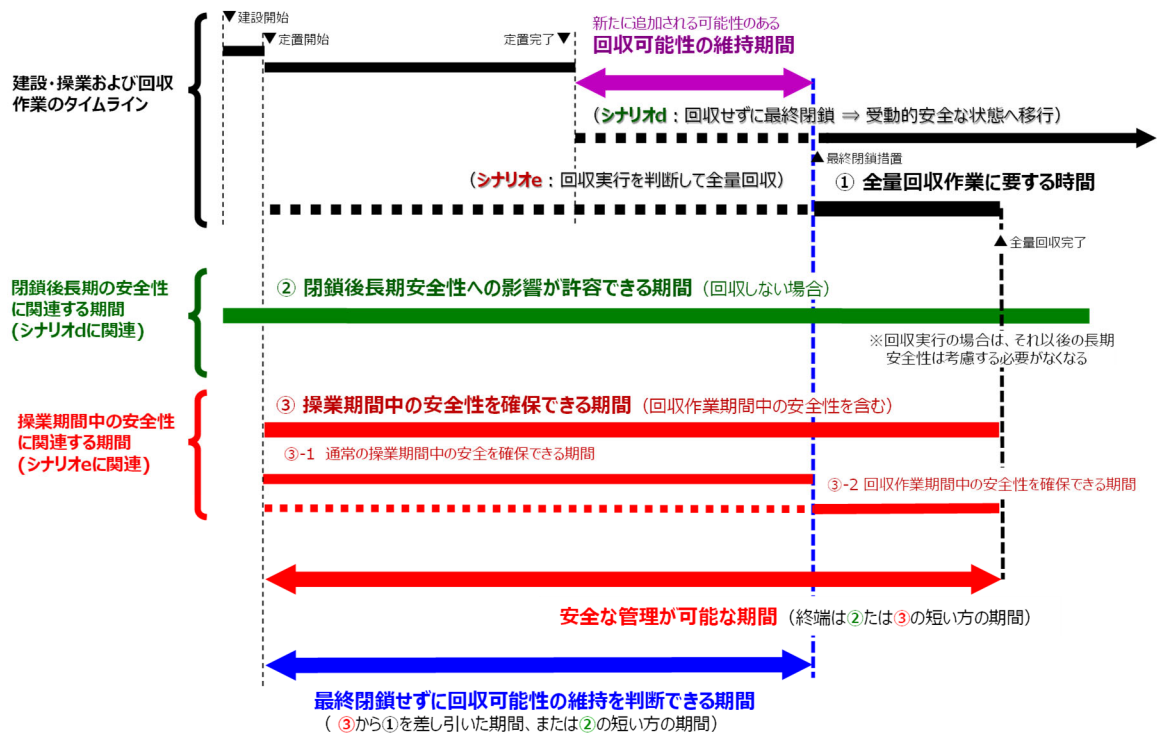 ▼建設開始
▼定置開始
定置完了▼
新たに追加される可能性のある
回収可能性の維持期間
建設・操業および回収
作業のタイムライン
(シナリオd：回収せずに最終閉鎖 ⇒ 受動的安全な状態へ移行)
▲最終閉鎖措置
(シナリオe：回収実行を判断して全量回収)
① 全量回収作業に要する時間
▲全量回収完了
閉鎖後長期の安全性
に関連する期間
(シナリオdに関連)
② 閉鎖後長期安全性への影響が許容できる期間（回収しない場合）
※回収実行の場合は、それ以後の長期
安全性は考慮する必要がなくなる
操業期間中の安全性
に関連する期間
(シナリオeに関連)
③ 操業期間中の安全性を確保できる期間（回収作業期間中の安全性を含む）
③-1 通常の操業期間中の安全を確保できる期間
③-2 回収作業期間中の安全性を確保できる期間
安全な管理が可能な期間（終端は②たは③の短い方の期間）
最終閉鎖せずに回収可能性の維持を判断できる期間
（ ③から①を差し引いた期間、または②の短い方の期間）